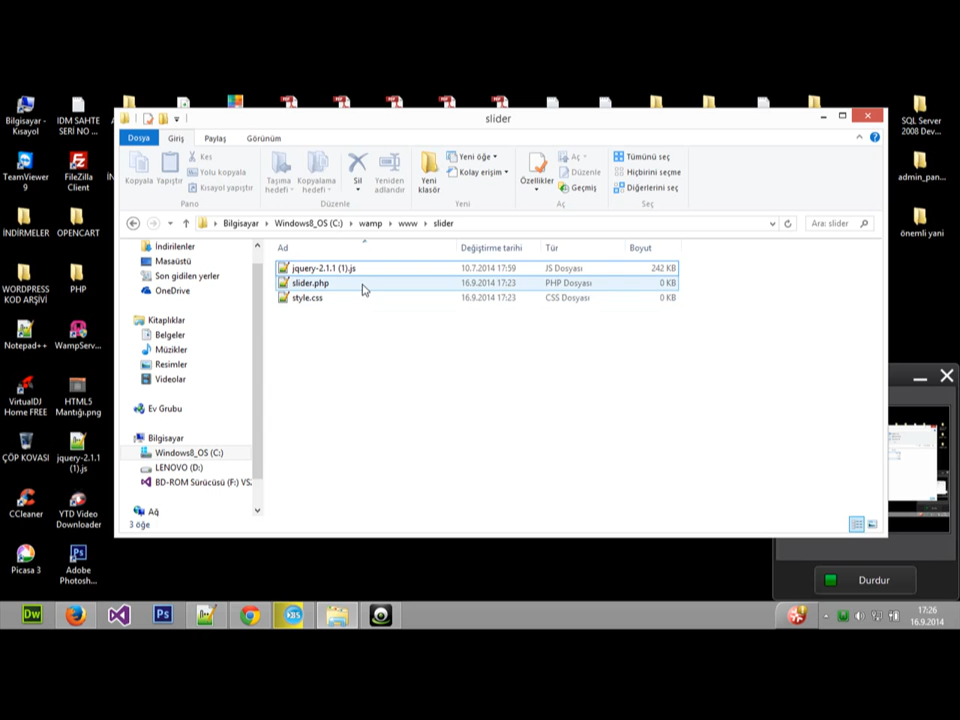 slider
Dosya Giriş Paylaş Görünüm
Kopyala Yapıştır
Kes
Yolu kopyala
Kısayol yapıştır
Pano
Taşıma hedefi
Kopyalama hedefi
Sil
Yeniden adlandır
Düzenle
Yeni klasör
Yeni öğe
Kolay erişim
Yeni
Özellikler
Aç
Düzenle
Geçmiş
Aç
Tümünü seç
Hiçbirini seçme
Diğerlerini seç
Seç
Bilgisayar Windows8_OS (C:) wamp www slider
Ara: slider
Ad Değiştirme tarihi Tür Boyut
jquery-2.1.1 (1).js 10.7.2014 17:59 JS Dosyası 242 KB
slider.php 16.9.2014 17:23 PHP Dosyası 0 KB
style.css 16.9.2014 17:23 CSS Dosyası 0 KB
İndirilenler
Masaüstü
Son gidilen yerler
OneDrive
Kitaplıklar
Belgeler
Müzikler
Resimler
Videolar
Ev Grubu
Bilgisayar
Windows8_OS (C:)
LENOVO (D:)
BD-ROM Sürücüsü (F:)
Ağ
3 öğe
Bilgisayar - Kısayol
IDM SAHTE SERİ NO ...
TeamViewer 9
FileZilla Client
İNDİRMELER
OPENCART
WORDPRESS KOD ARŞİVİ
PHP
Notepad++
WampServ...
VirtualDJ Home FREE
HTML5 Mantığı.png
ÇÖP KOVASI
jquery-2.1.1 (1).js
CCleaner
YTD Video Downloader
Picasa 3
Adobe Photosh...
SQL Server 2008 Dev...
admin_pan...
önemli yani
Durdur
Dw
Ps
17:26
16.9.2014